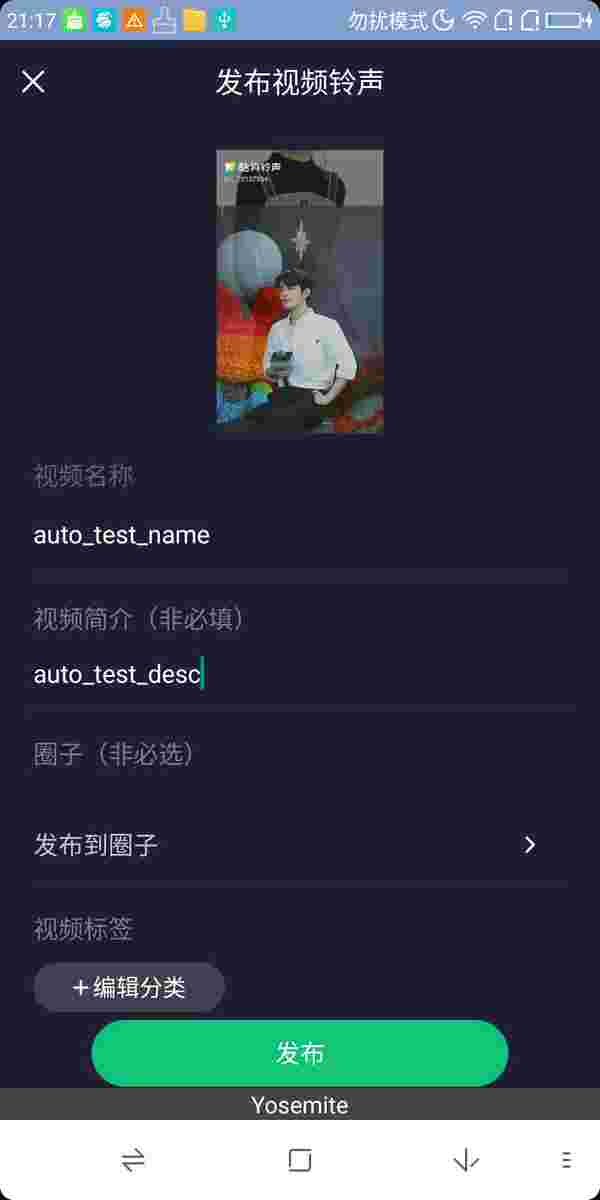 21:17
勿扰模式
发布视频铃声
酷狗铃声
视频名称
auto_test_name
视频简介（非必填）
auto_test_desc
圈子（非必选）
发布到圈子
视频标签
+编辑分类
发布
Yosemite